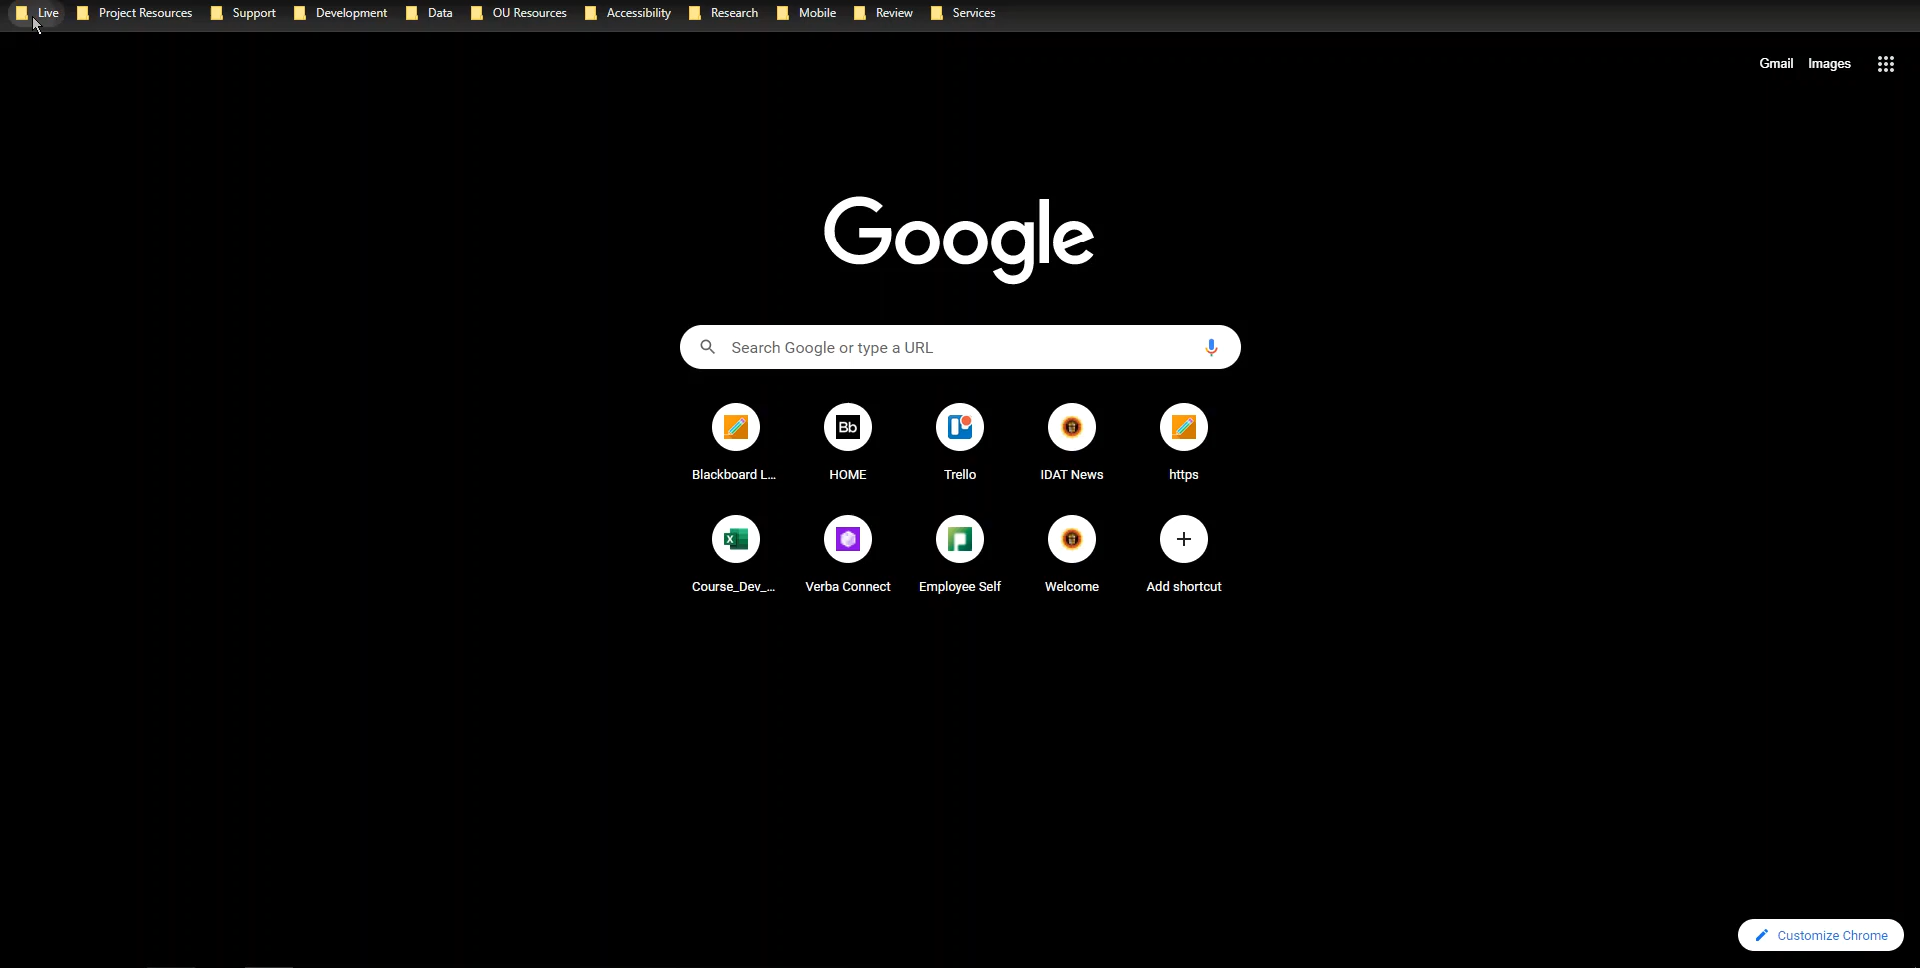 Live Project Resources Support Development Data OU Resources Accessibility Research Mobile Review Services
Gmail Images
Google
Search Google or type a URL
Bb
Blackboard L... HOME Trello IDAT News https
X
Course_Dev_... Verba Connect Employee Self Welcome Add shortcut
Customize Chrome